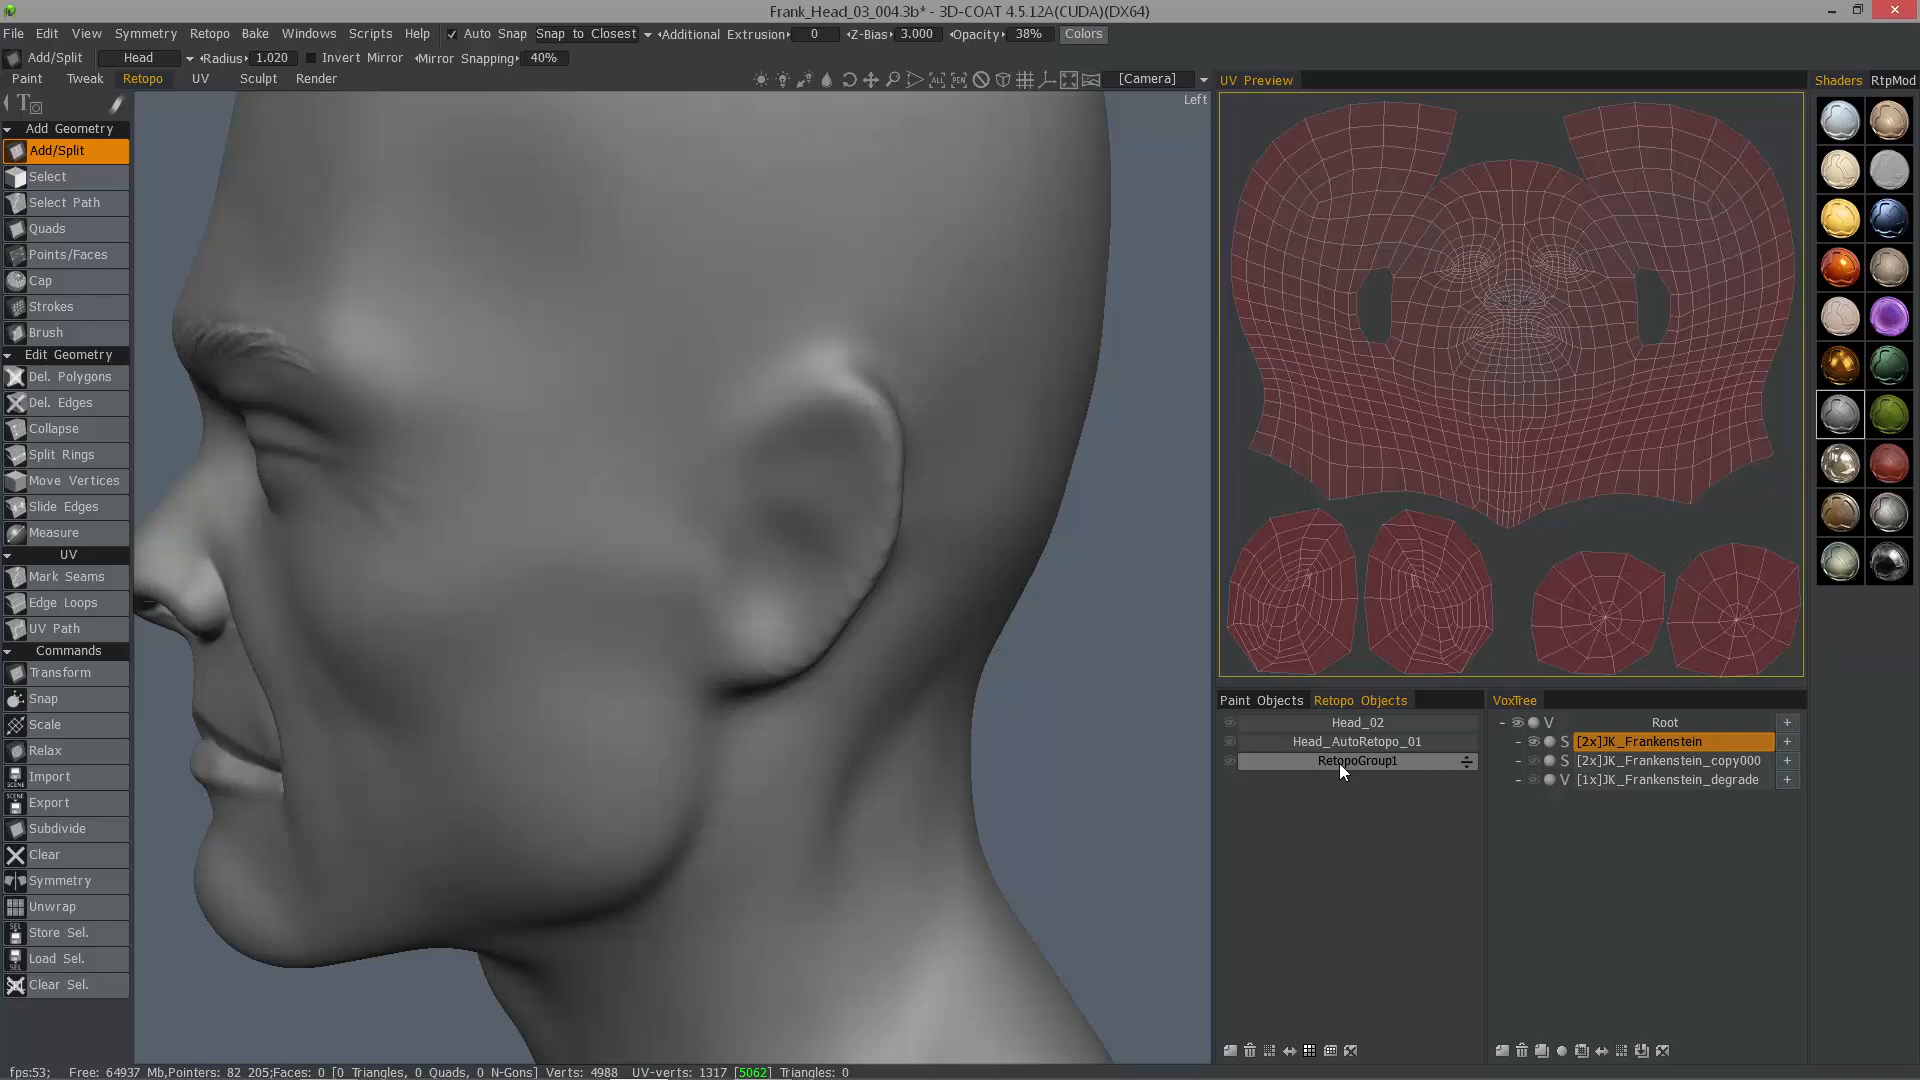 Frank_Head_03_004.3b* - 3D-COAT 4.5.12A(CUDA)(DX64)
File Edit View Symmetry Retopo Bake Windows Scripts Help Auto Snap Snap to Closest Additional Extrusion 0 Z-Bias 3.000 Opacity 38% Colors
Add/Split Head Radius 1.020 Invert Mirror Mirror Snapping 40%
Paint Tweak Retopo UV Sculpt Render [Camera] UV Preview Shaders RtpMod
Left
Add Geometry
Add/Split
Select
Select Path
Quads
Points/Faces
Cap
Strokes
Brush
Edit Geometry
Del. Polygons
Del. Edges
Collapse
Split Rings
Move Vertices
Slide Edges
Measure
UV
Mark Seams
Edge Loops
UV Path
Commands
Transform
Snap
Scale
Relax
Import
Export
Subdivide
Clear
Symmetry
Unwrap
Store Sel.
Load Sel.
Clear Sel.
Paint Objects Retopo Objects
Head_02
Head_AutoRetopo_01
RetopoGroup1
VoxTree
V Root +
S [2x]JK_Frankenstein +
S [2x]JK_Frankenstein_copy000 +
V [1x]JK_Frankenstein_degrade +
fps:53; Free: 64937 Mb,Pointers: 82 205;Faces: 0 [0 Triangles, 0 Quads, 0 N-Gons] Verts: 4988 UV-verts: 1317 [5062] Triangles: 0